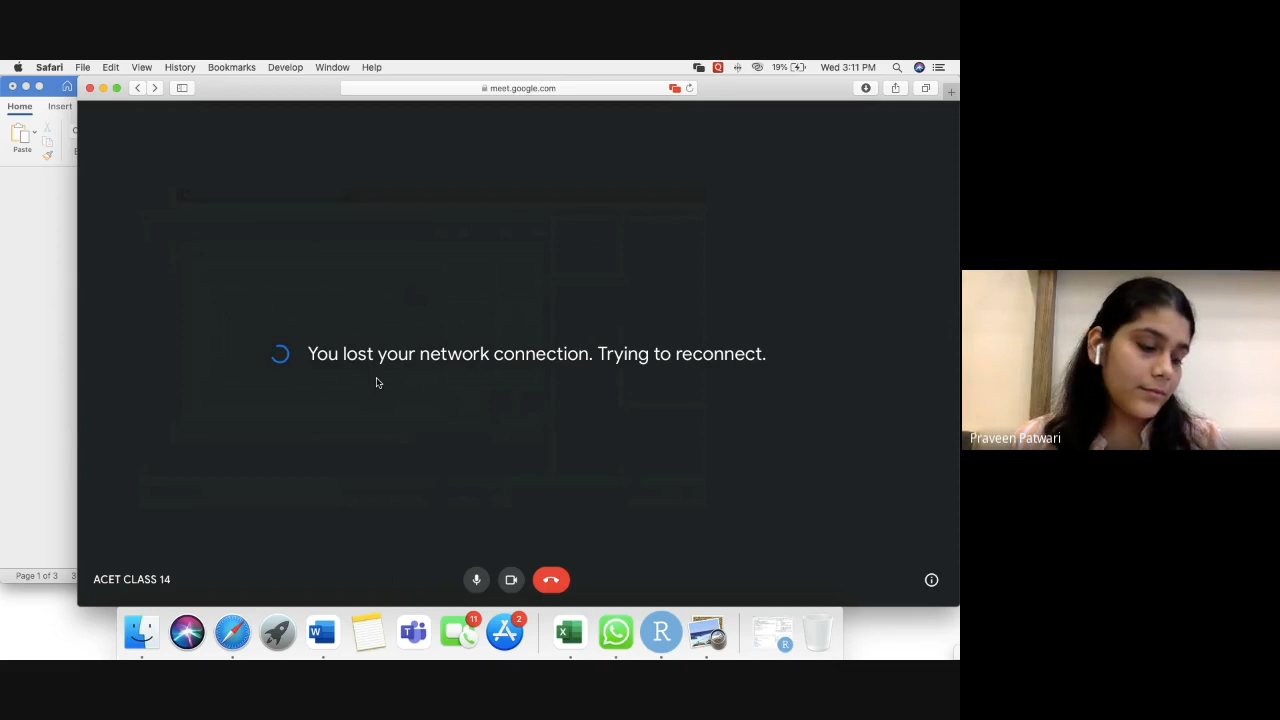 Safari File Edit View History Bookmarks Develop Window Help 19% Wed 3:11 PM
meet.google.com
Home Insert
Paste
You lost your network connection. Trying to reconnect.
Praveen Patwari
Page 1 of 3 3
ACET CLASS 14
11
2
W
R
R